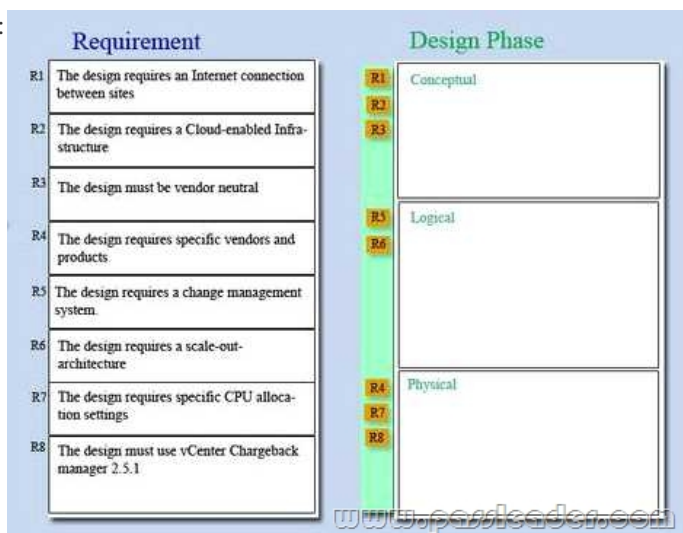 :
Requirement
R1 The design requires an Internet connection
between sites
R2 The design requires a Cloud-enabled Infra-
structure
R3 The design must be vendor neutral
R4 The design requires specific vendors and
products
R5 The design requires a change management
system.
R6 The design requires a scale-out-
architecture
R7 The design requires specific CPU alloca-
tion settings
R8 The design must use vCenter Chargeback
manager 2.5.1
Design Phase
R1 Conceptual
R2
R3
R5 Logical
R6
R4 Physical
R7
R8
www.passleader.com